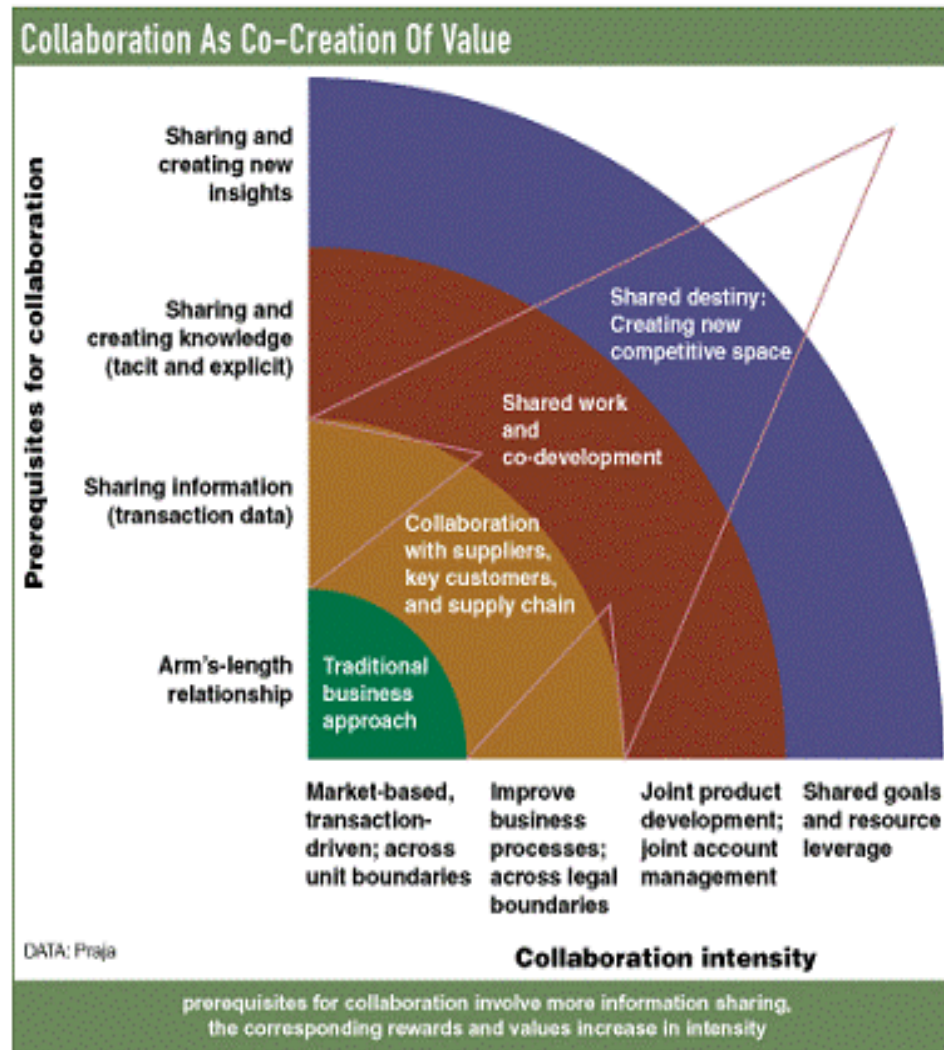 Collaboration As Co-Creation Of Value
Prerequisites for collaboration
Sharing and
creating new
insights
Sharing and
creating knowledge
(tacit and explicit)
Sharing information
(transaction data)
Arm's-length
relationship
Shared destiny:
Creating new
competitive space
Shared work
and
co-development
Collaboration
with suppliers,
key customers,
and supply chain
Traditional
business
approach
Market-based,
transaction-
driven; across
unit boundaries
Improve
business
processes;
across legal
boundaries
Joint product
development;
joint account
management
Shared goals
and resource
leverage
DATA: Praja
Collaboration intensity
prerequisites for collaboration involve more information sharing,
the corresponding rewards and values increase in intensity